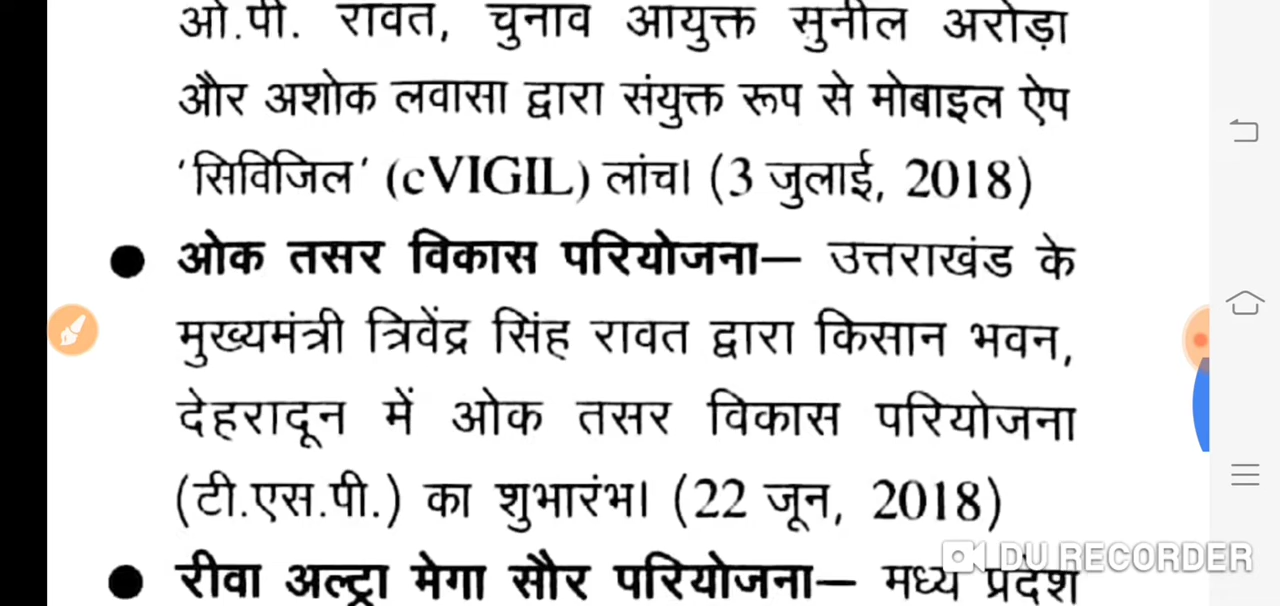 ओ.पी. रावत, चुनाव आयुक्त सुनील अरोड़ा
और अशोक लवासा द्वारा संयुक्त रूप से मोबाइल ऐप
'सिविजिल' (cVIGIL) लांच। (3 जुलाई, 2018)
● ओक तसर विकास परियोजना— उत्तराखंड के
मुख्यमंत्री त्रिवेंद्र सिंह रावत द्वारा किसान भवन,
देहरादून में ओक तसर विकास परियोजना
(टी.एस.पी.) का शुभारंभ। (22 जून, 2018)
● रीवा अल्ट्रा मेगा सौर परियोजना— मध्य प्रदेश
DU RECORDER